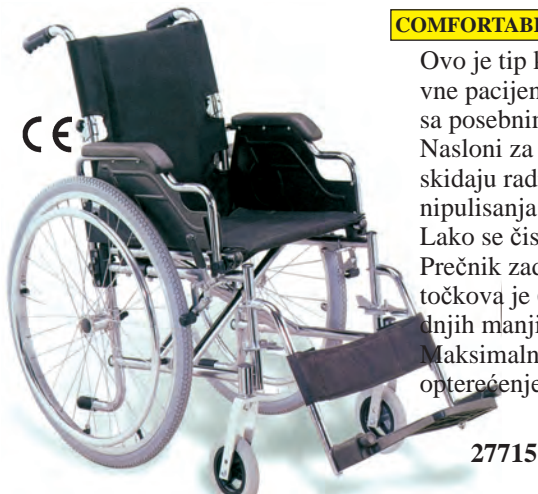 COMFORTABL
Ovo je tip
vne pacijen
sa posebnim
Nasloni za
skidaju rad
nipulisanja
Lako se čis
Prečnik zad
točkova je
dnjih manji
Maksimaln
opterećenje
27715
CE